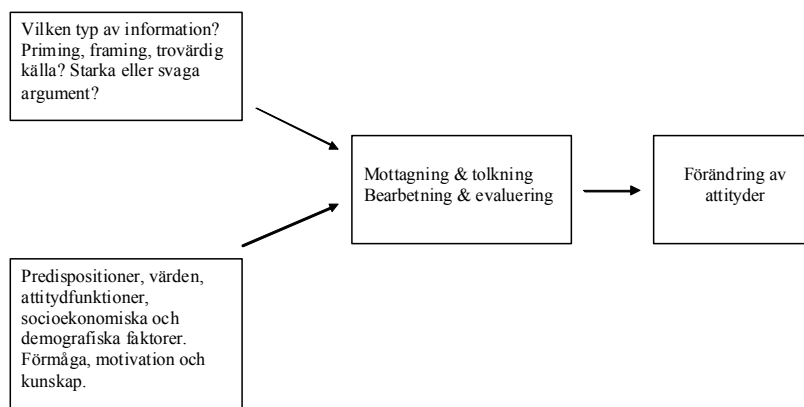 Vilken typ av information?
Priming, framing, trovärdig
källa? Starka eller svaga
argument?
Mottagning & tolkning
Bearbetning & evaluering
Förändring av
attityder
Predispositioner, värden,
attitydfunktioner,
socioekonomiska och
demografiska faktorer.
Förmåga, motivation och
kunskap.